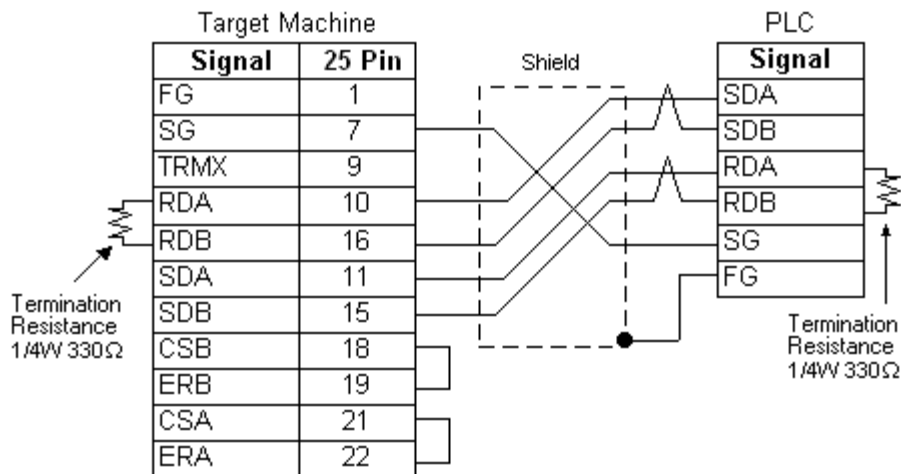 Target Machine
Signal 25 Pin
FG 1
SG 7
TRMX 9
RDA 10
RDB 16
SDA 11
SDB 15
CSB 18
ERB 19
CSA 21
ERA 22
Termination
Resistance
1/4W 330Ω
Shield
PLC
Signal
SDA
SDB
RDA
RDB
SG
FG
Termination
Resistance
1/4W 330Ω